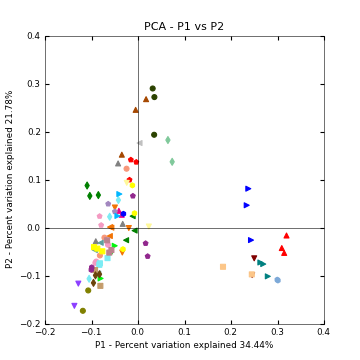 PCA - P1 vs P2
P2 - Percent variation explained 21.78%
0.4
0.3
0.2
0.1
0.0
−0.1
−0.2
−0.2 −0.1 0.0 0.1 0.2 0.3 0.4
P1 - Percent variation explained 34.44%